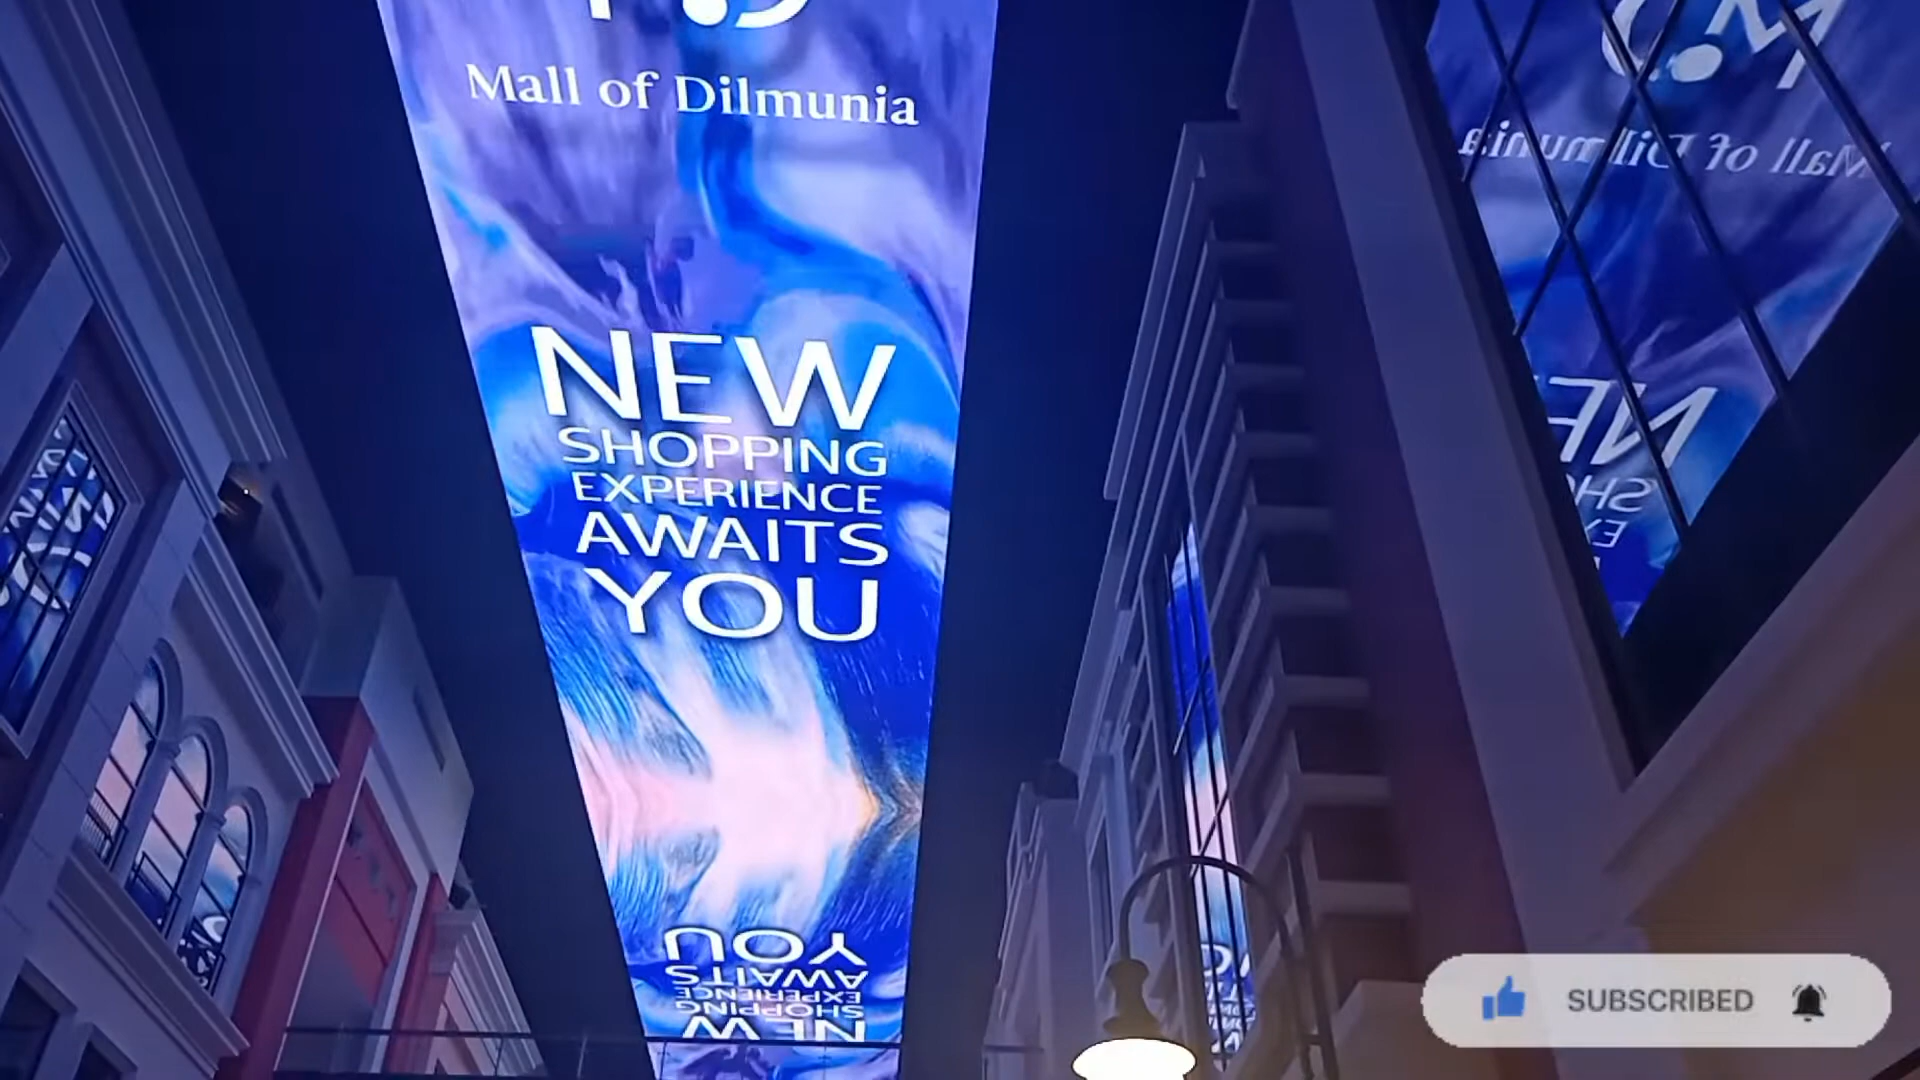 Mall of Dilmunia
NEW
SHOPPING
EXPERIENCE
AWAITS
YOU
YOU
AWAITS
EXPERIENCE
SHOPPING
NEW
Mall of Dilmunia
SUBSCRIBED